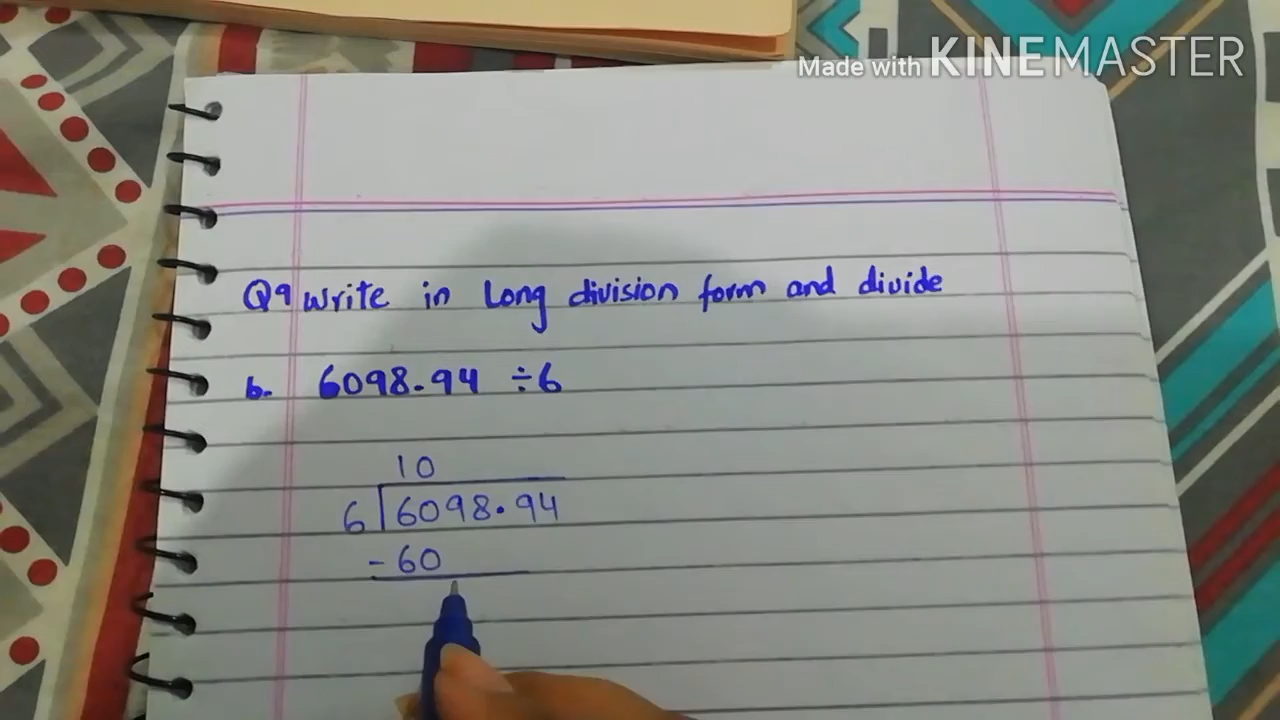 Made with KINEMASTER
Q9 Write in Long division form and divide
b. 6098.94 ÷6
10
6 6098.94
- 60